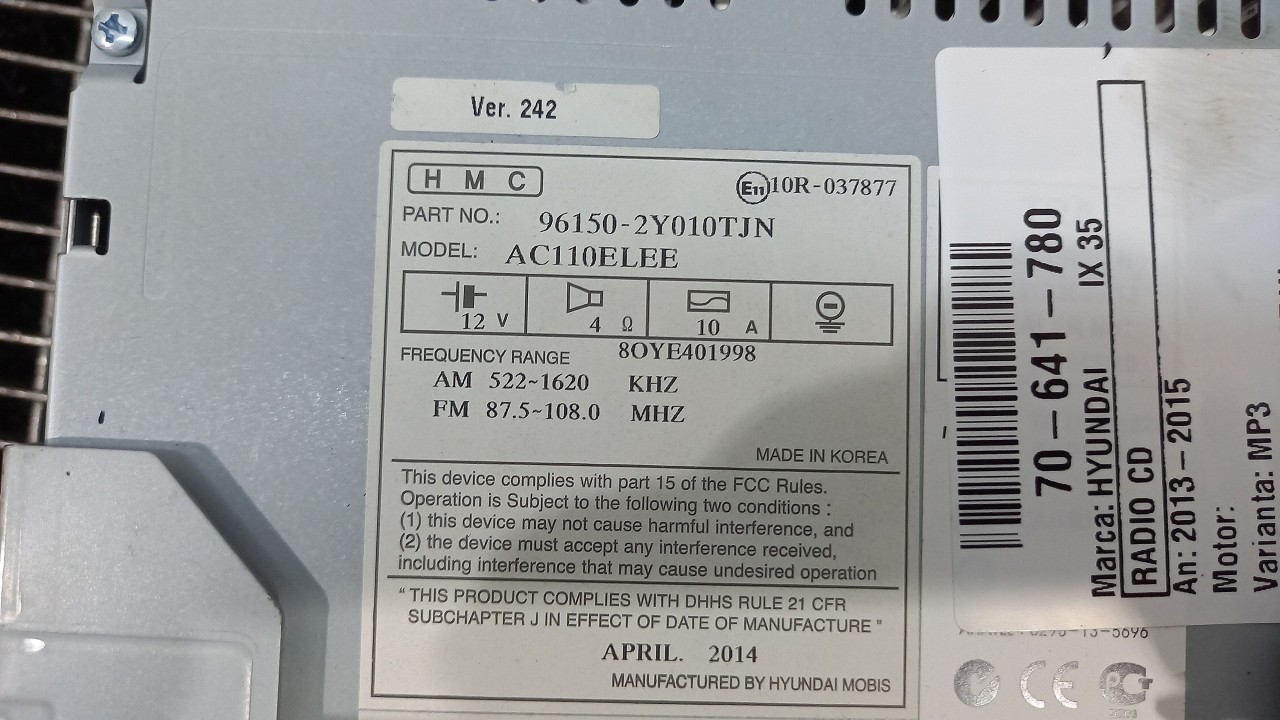 Ver. 242
H M C
E11 10R-037877
PART NO.: 96150-2Y010TJN
MODEL: AC110ELEE
12 V 4 Ω 10 A
FREQUENCY RANGE 8OYE401998
AM 522~1620 KHZ
FM 87.5~108.0 MHZ
MADE IN KOREA
This device complies with part 15 of the FCC Rules.
Operation is Subject to the following two conditions :
(1) this device may not cause harmful interference, and
(2) the device must accept any interference received,
including interference that may cause undesired operation
“ THIS PRODUCT COMPLIES WITH DHHS RULE 21 CFR
SUBCHAPTER J IN EFFECT OF DATE OF MANUFACTURE ”
APRIL. 2014
MANUFACTURED BY HYUNDAI MOBIS
70-641-780
Marca: HYUNDAI IX 35
RADIO CD
An: 2013-2015
Motor:
Varianta: MP3
CE